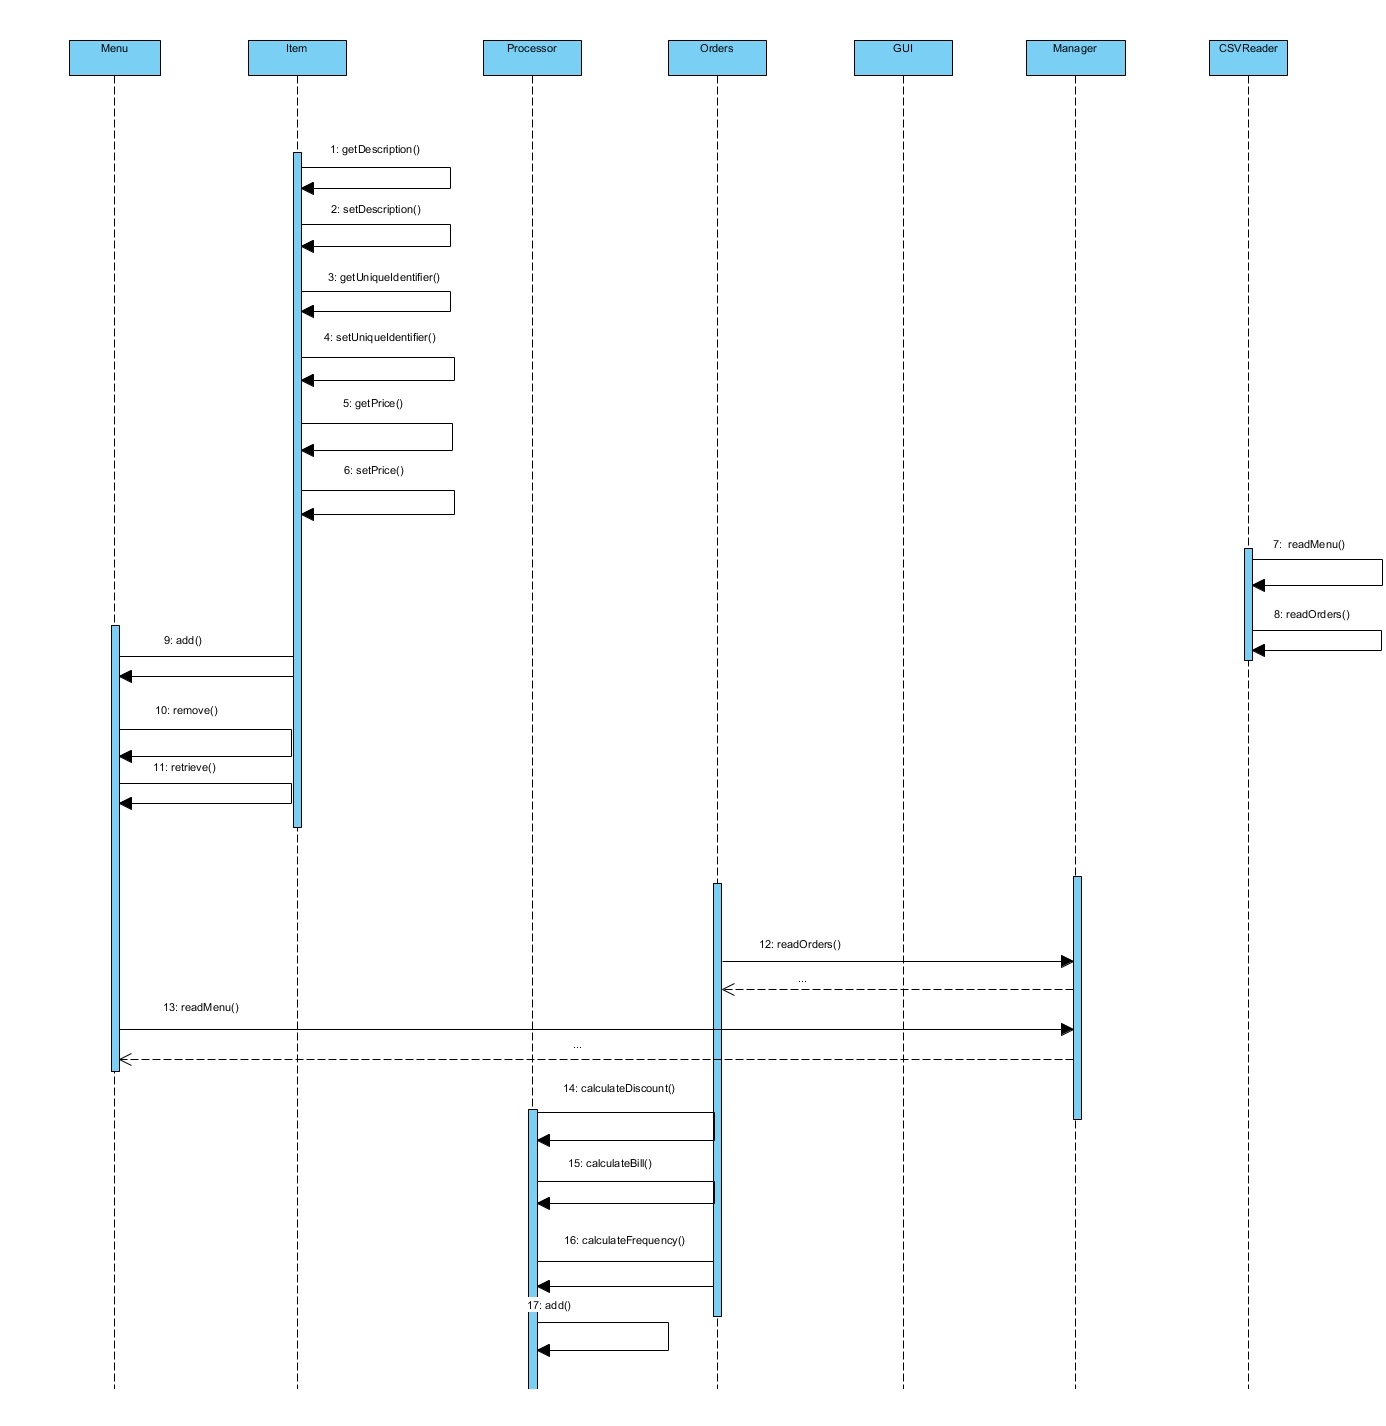 Menu
Item
Processor
Orders
GUI
Manager
CSVReader
1: getDescription()
2: setDescription()
3: getUniqueIdentifier()
4: setUniqueIdentifier()
5: getPrice()
6: setPrice()
7: readMenu()
8: readOrders()
9: add()
10: remove()
11: retrieve()
12: readOrders()
...
13: readMenu()
...
14: calculateDiscount()
15: calculateBill()
16: calculateFrequency()
17: add()